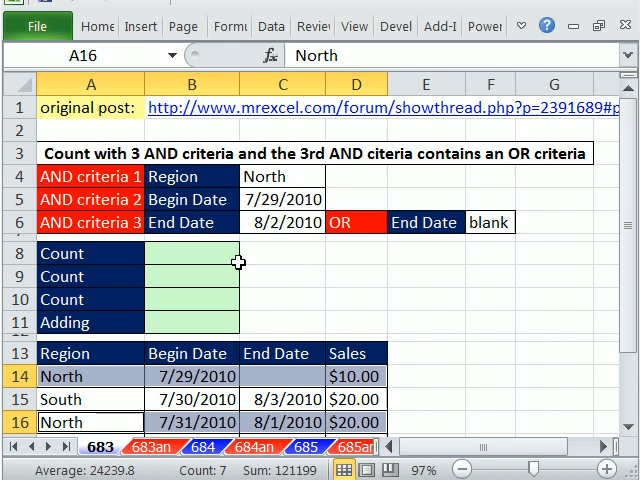 File Home Insert Page Formu Data Review View Devel Add-I Power
A16 fx North
A B C D E F G
1 original post: http://www.mrexcel.com/forum/showthread.php?p=2391689#p
2
3 Count with 3 AND criteria and the 3rd AND citeria contains an OR criteria
4 AND criteria 1 Region North
5 AND criteria 2 Begin Date 7/29/2010
6 AND criteria 3 End Date 8/2/2010 OR End Date blank
8 Count
9 Count
10 Count
11 Adding
13 Region Begin Date End Date Sales
14 North 7/29/2010 $10.00
15 South 7/30/2010 8/3/2010 $20.00
16 North 7/31/2010 8/1/2010 $20.00
683 683an 684 684an 685 685an
Average: 24239.8 Count: 7 Sum: 121199 97%